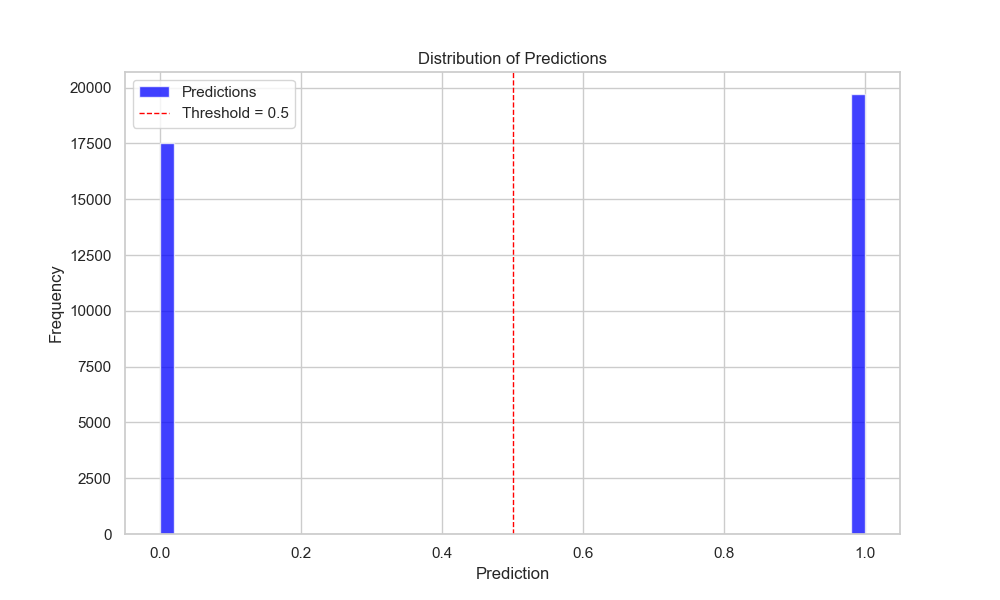 Distribution of Predictions
Predictions
Threshold = 0.5
20000
17500
15000
12500
10000
7500
5000
2500
0
Frequency
0.0 0.2 0.4 0.6 0.8 1.0
Prediction